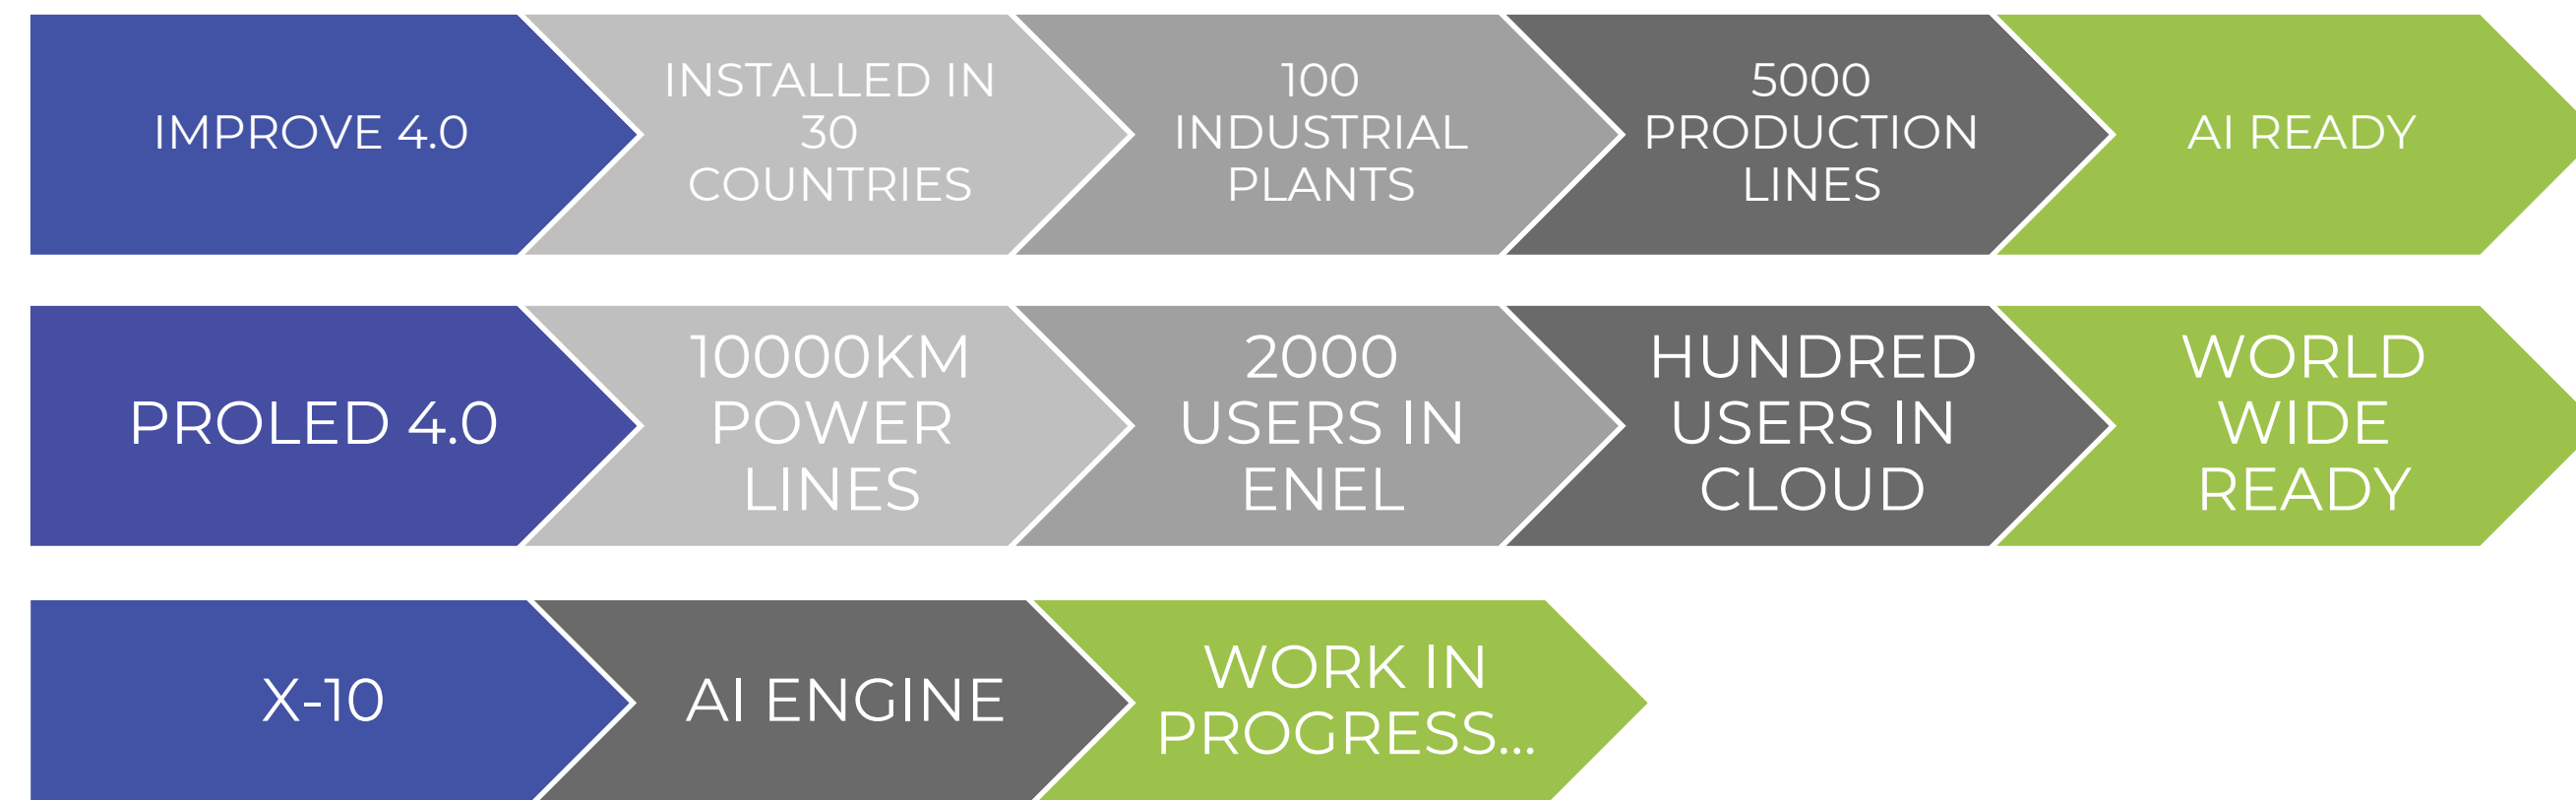 IMPROVE 4.0
INSTALLED IN
30
COUNTRIES
100
INDUSTRIAL
PLANTS
5000
PRODUCTION
LINES
AI READY
PROLED 4.0
10000KM
POWER
LINES
2000
USERS IN
ENEL
HUNDRED
USERS IN
CLOUD
WORLD
WIDE
READY
X-10
AI ENGINE
WORK IN
PROGRESS...